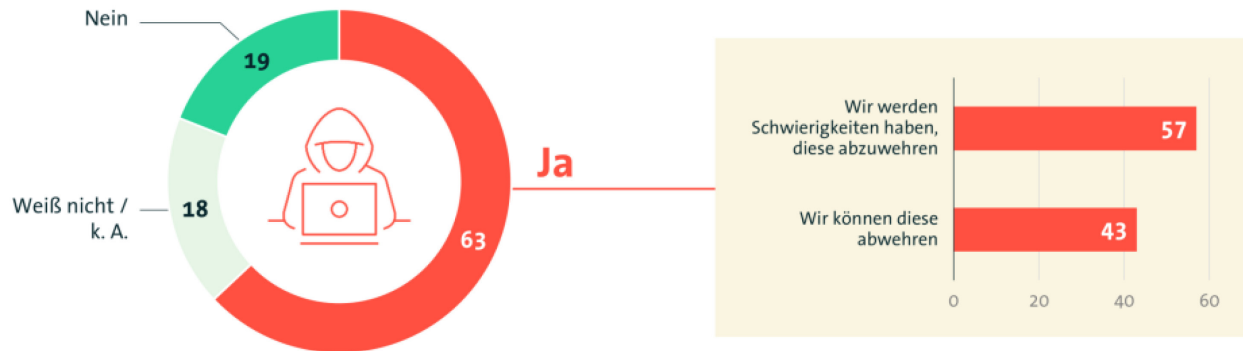 Nein
19
Weiß nicht /
k. A.
18
63
Ja
Wir werden
Schwierigkeiten haben,
diese abzuwehren
57
Wir können diese
abwehren
43
0 20 40 60